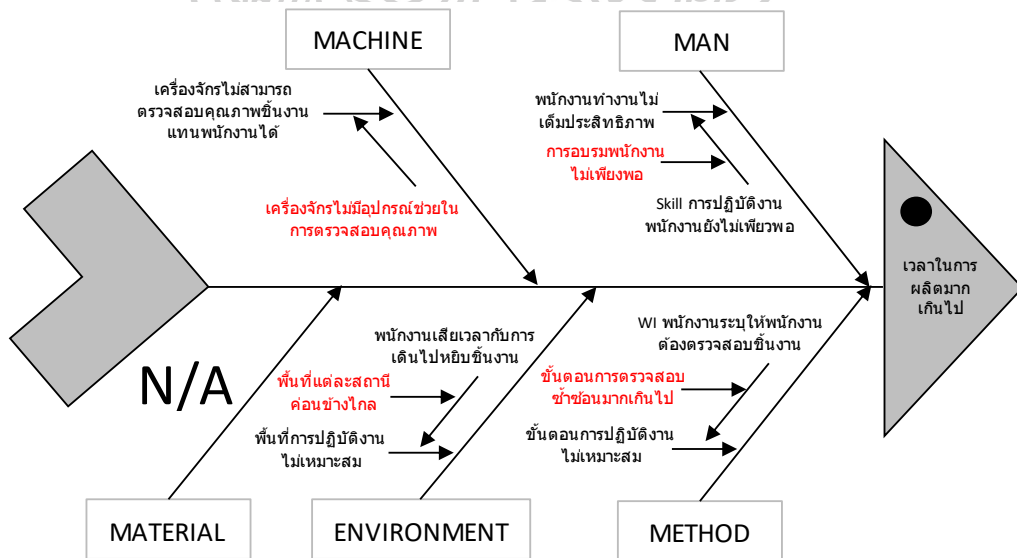 MACHINE
MAN
เครื่องจักรไม่สามารถ
ตรวจสอบคุณภาพชิ้นงาน
แทนพนักงานได้
เครื่องจักรไม่มีอุปกรณ์ช่วยใน
การตรวจสอบคุณภาพ
พนักงานทำงานไม่
เต็มประสิทธิภาพ
การอบรมพนักงาน
ไม่เพียงพอ
Skill การปฏิบัติงาน
พนักงานยังไม่เพียวพอ
เวลาในการ
ผลิตมาก
เกินไป
N/A
พนักงานเสียเวลากับการ
เดินไปหยิบชิ้นงาน
พื้นที่แต่ละสถานี
ค่อนข้างไกล
พื้นที่การปฏิบัติงาน
ไม่เหมาะสม
WI พนักงานระบุให้พนักงาน
ต้องตรวจสอบชิ้นงาน
ขั้นตอนการตรวจสอบ
ซ้ำซ้อนมากเกินไป
ขั้นตอนการปฏิบัติงาน
ไม่เหมาะสม
MATERIAL
ENVIRONMENT
METHOD